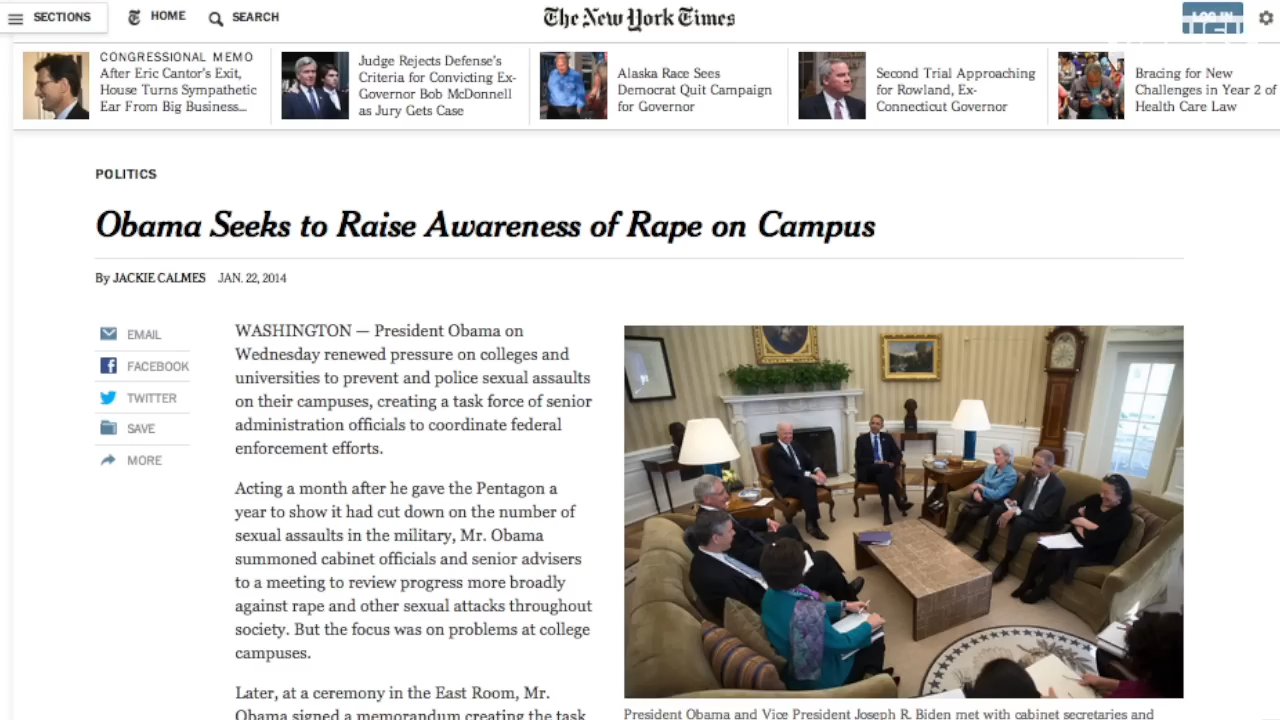 SECTIONS HOME SEARCH The New York Times LOG IN
CONGRESSIONAL MEMO
After Eric Cantor's Exit,
House Turns Sympathetic
Ear From Big Business...
Judge Rejects Defense's
Criteria for Convicting Ex-
Governor Bob McDonnell
as Jury Gets Case
Alaska Race Sees
Democrat Quit Campaign
for Governor
Second Trial Approaching
for Rowland, Ex-
Connecticut Governor
Bracing for New
Challenges in Year 2 of
Health Care Law
POLITICS
Obama Seeks to Raise Awareness of Rape on Campus
By JACKIE CALMES JAN. 22, 2014
EMAIL
FACEBOOK
TWITTER
SAVE
MORE
WASHINGTON — President Obama on
Wednesday renewed pressure on colleges and
universities to prevent and police sexual assaults
on their campuses, creating a task force of senior
administration officials to coordinate federal
enforcement efforts.
Acting a month after he gave the Pentagon a
year to show it had cut down on the number of
sexual assaults in the military, Mr. Obama
summoned cabinet officials and senior advisers
to a meeting to review progress more broadly
against rape and other sexual attacks throughout
society. But the focus was on problems at college
campuses.
Later, at a ceremony in the East Room, Mr.
Obama signed a memorandum creating the task
President Obama and Vice President Joseph R. Biden met with cabinet secretaries and